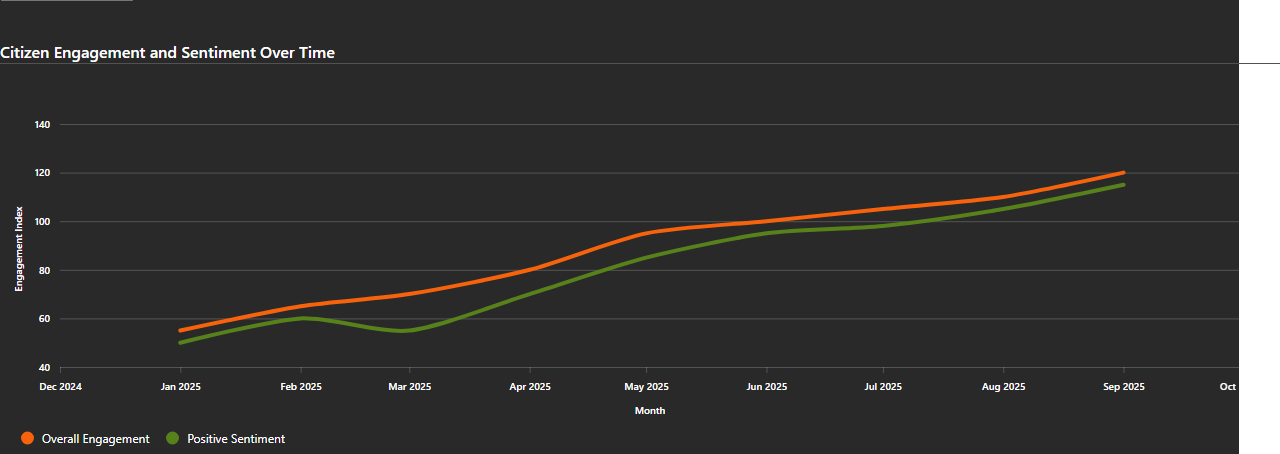 Citizen Engagement and Sentiment Over Time
140
120
100
80
60
40
Engagement Index
Dec 2024 Jan 2025 Feb 2025 Mar 2025 Apr 2025 May 2025 Jun 2025 Jul 2025 Aug 2025 Sep 2025 Oct
Month
Overall Engagement Positive Sentiment